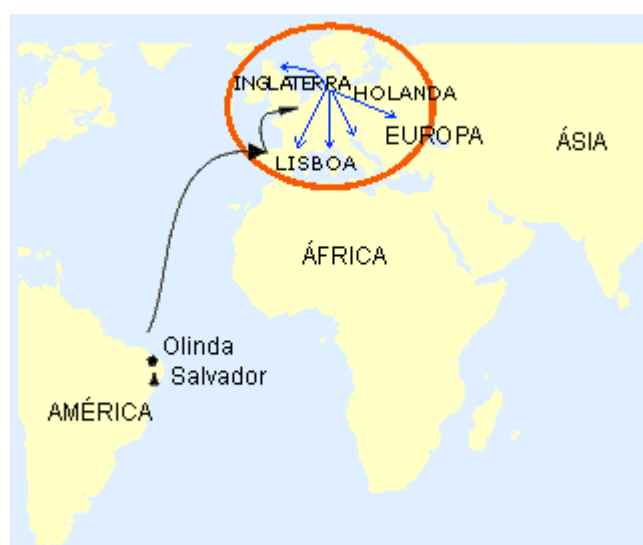 INGLATERRA
HOLANDA
EUROPA
ÁSIA
LISBOA
ÁFRICA
Olinda
Salvador
AMÉRICA